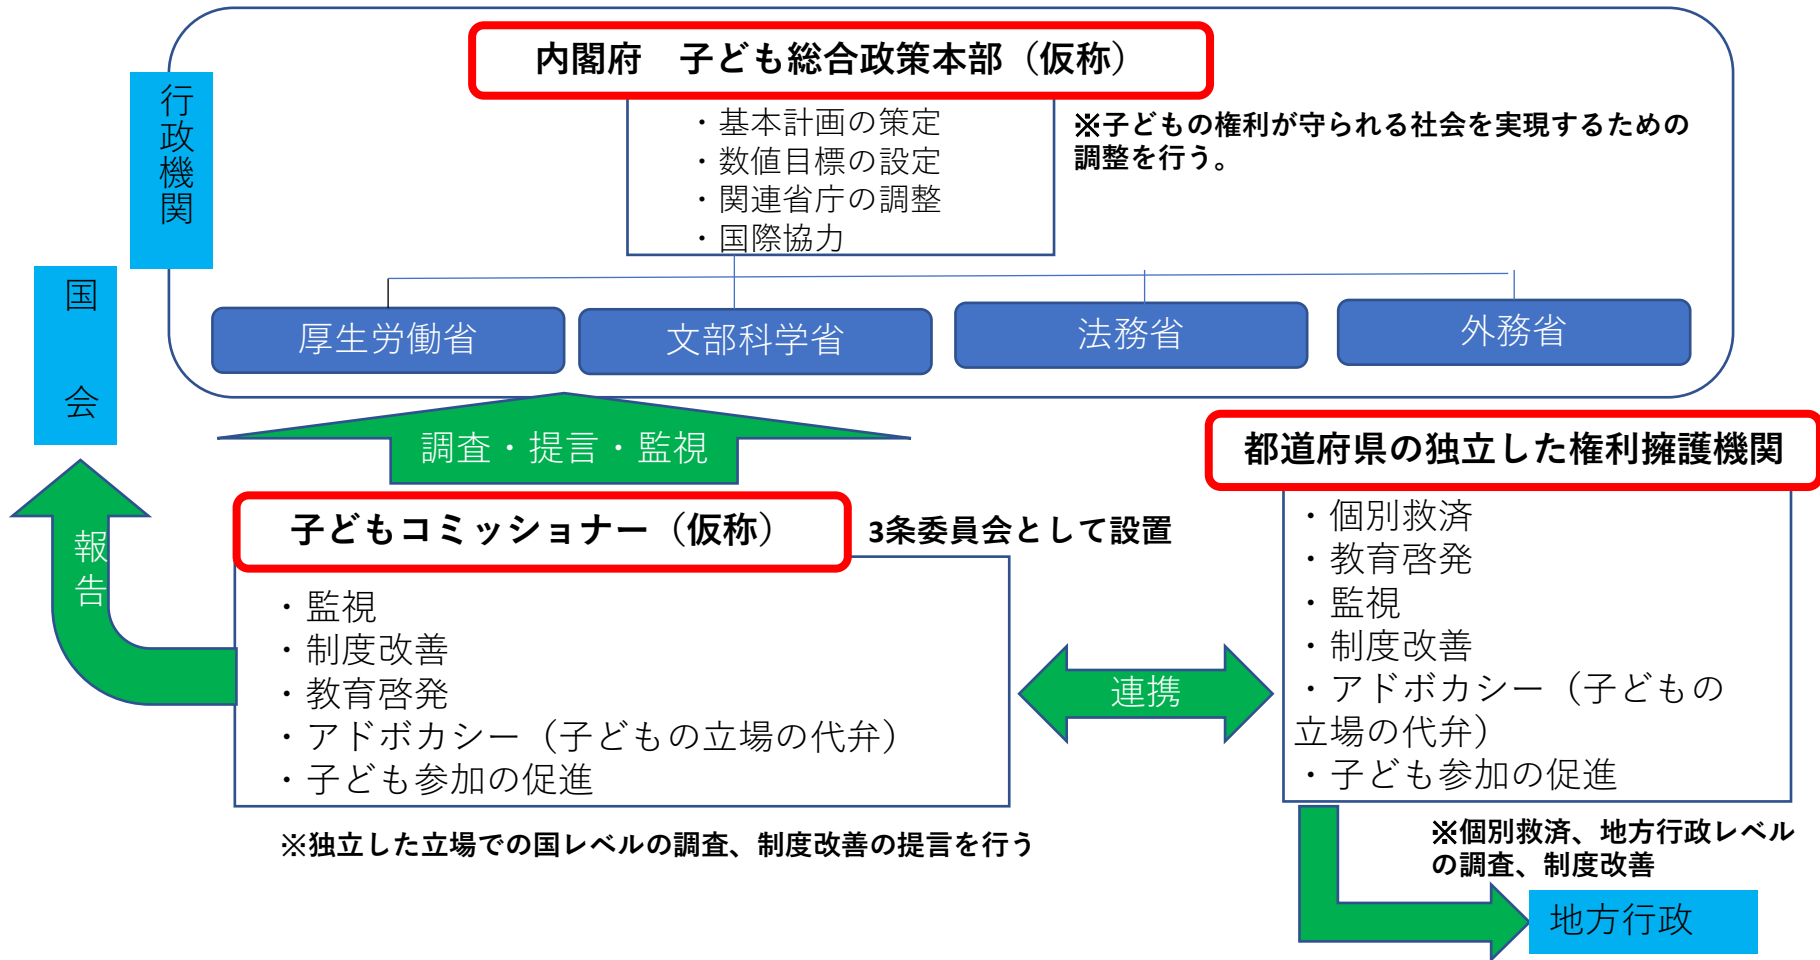 内閣府　子ども総合政策本部（仮称）
行政機関
・基本計画の策定
・数値目標の設定
・関連省庁の調整
・国際協力
※子どもの権利が守られる社会を実現するための
調整を行う。
国会
厚生労働省
文部科学省
法務省
外務省
調査・提言・監視
報告
子どもコミッショナー（仮称）
3条委員会として設置
・監視
・制度改善
・教育啓発
・アドボカシー（子どもの立場の代弁）
・子ども参加の促進
※独立した立場での国レベルの調査、制度改善の提言を行う
連携
都道府県の独立した権利擁護機関
・個別救済
・教育啓発
・監視
・制度改善
・アドボカシー（子どもの
立場の代弁）
・子ども参加の促進
※個別救済、地方行政レベル
の調査、制度改善
地方行政